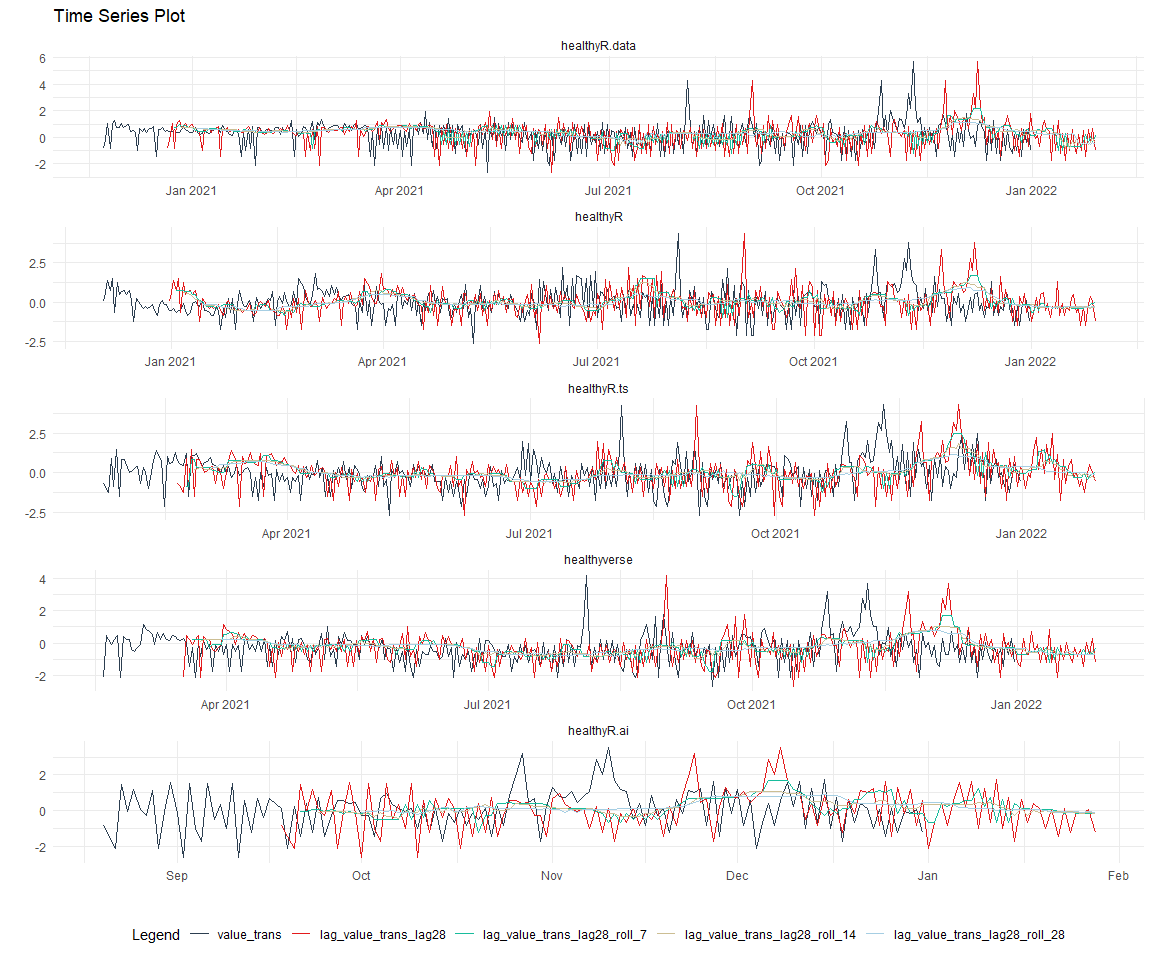 Time Series Plot
healthyR.data
6
4
2
0
-2
Jan 2021 Apr 2021 Jul 2021 Oct 2021 Jan 2022
healthyR
2.5
0.0
-2.5
Jan 2021 Apr 2021 Jul 2021 Oct 2021 Jan 2022
healthyR.ts
2.5
0.0
-2.5
Apr 2021 Jul 2021 Oct 2021 Jan 2022
healthyverse
4
2
0
-2
Apr 2021 Jul 2021 Oct 2021 Jan 2022
healthyR.ai
2
0
-2
Sep Oct Nov Dec Jan Feb
Legend value_trans lag_value_trans_lag28 lag_value_trans_lag28_roll_7 lag_value_trans_lag28_roll_14 lag_value_trans_lag28_roll_28